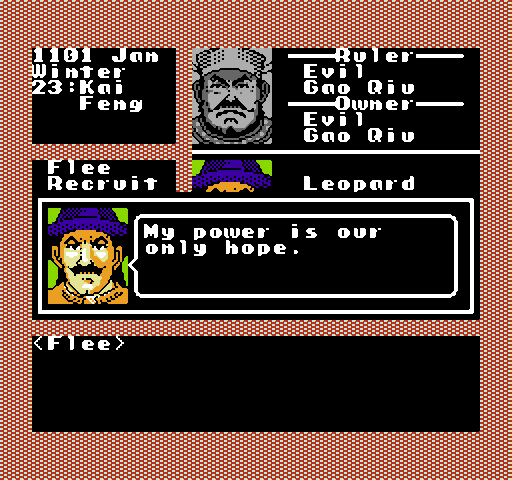 1101 Jan
Winter
23:Kai
Feng
Ruler
Evil
Gao Qiu
Owner
Evil
Gao Qiu
Flee
Recruit
Leopard
My power is our
only hope.
<Flee>